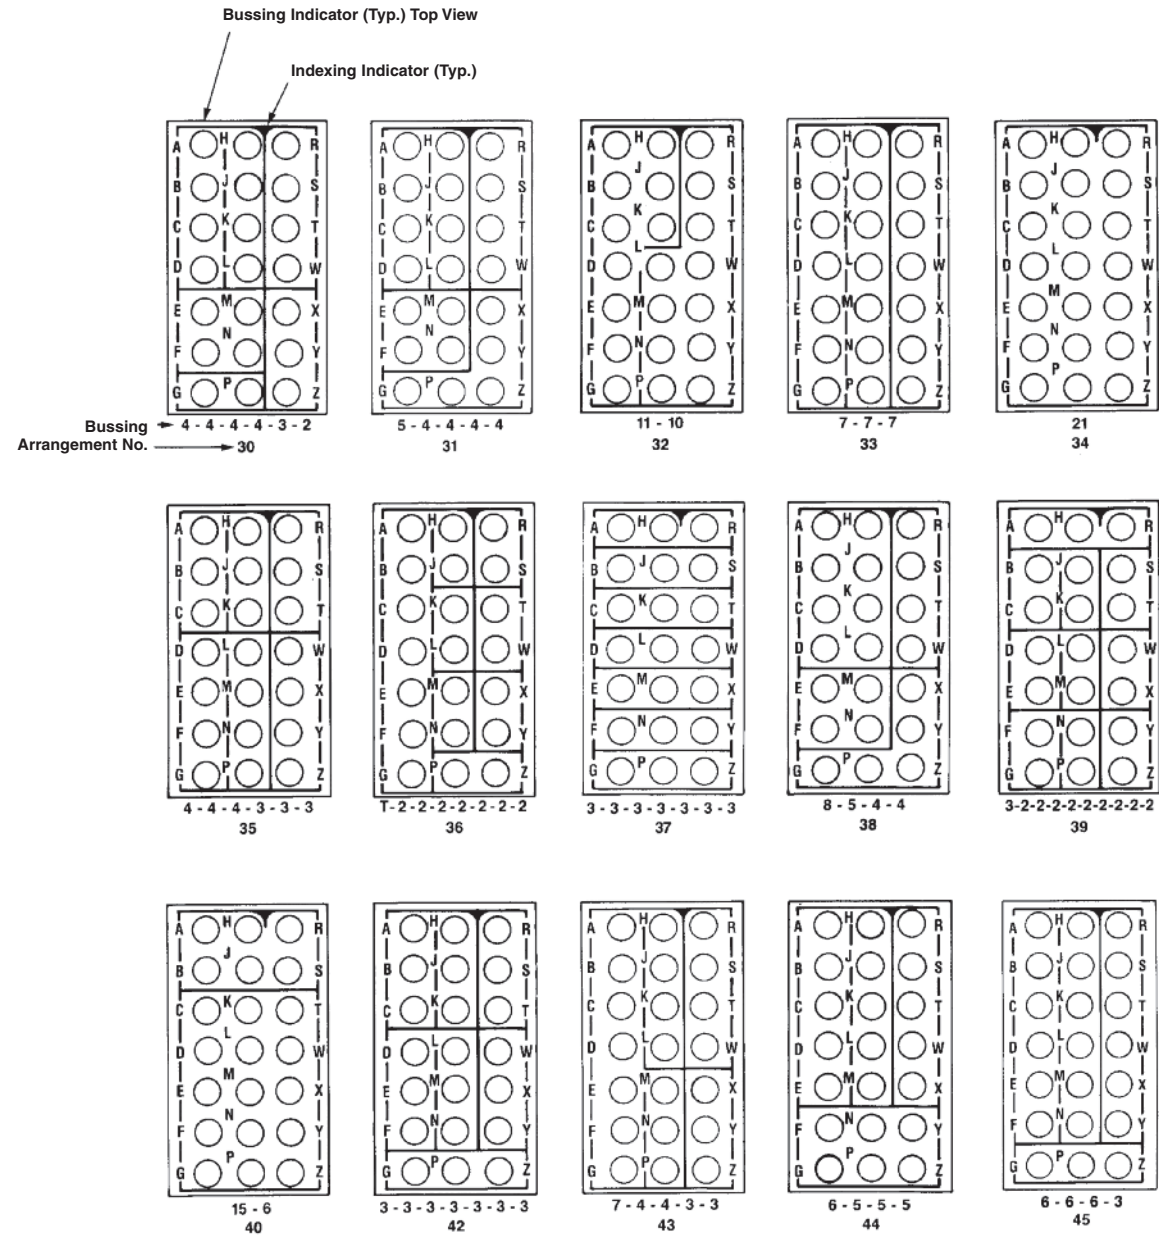 Bussing Indicator (Typ.) Top View
Indexing Indicator (Typ.)
A H R
B J S
C K T
D L W
E M X
F N Y
G P Z
A H R
B J S
C K T
D L W
E M X
F N Y
G P Z
A H R
B J S
C K T
D L W
E M X
F N Y
G P Z
A H R
B J S
C K T
D L W
E M X
F N Y
G P Z
A H R
B J S
C K T
D L W
E M X
F N Y
G P Z
Bussing 4 - 4 - 4 - 4 - 3 - 2
5 - 4 - 4 - 4 - 4
11 - 10
7 - 7 - 7
21
Arrangement No. 30
31
32
33
34
A H R
B J S
C K T
D L W
E M X
F N Y
G P Z
A H R
B J S
C K T
D L W
E M X
F N Y
G P Z
A H R
B J S
C K T
D L W
E M X
F N Y
G P Z
A H R
B J S
C K T
D L W
E M X
F N Y
G P Z
A H R
B J S
C K T
D L W
E M X
F N Y
G P Z
4 - 4 - 4 - 3 - 3 - 3
T - 2 - 2 - 2 - 2 - 2 - 2 - 2
3 - 3 - 3 - 3 - 3 - 3 - 3
8 - 5 - 4 - 4
3-2-2-2-2-2-2-2-2-2
35
36
37
38
39
A H R
B J S
C K T
D L W
E M X
F N Y
G P Z
A H R
B J S
C K T
D L W
E M X
F N Y
G P Z
A H R
B J S
C K T
D L W
E M X
F N Y
G P Z
A H R
B J S
C K T
D L W
E M X
F N Y
G P Z
A H R
B J S
C K T
D L W
E M X
F N Y
G P Z
15 - 6
3 - 3 - 3 - 3 - 3 - 3 - 3
7 - 4 - 4 - 3 - 3
6 - 5 - 5 - 5
6 - 6 - 6 - 3
40
42
43
44
45